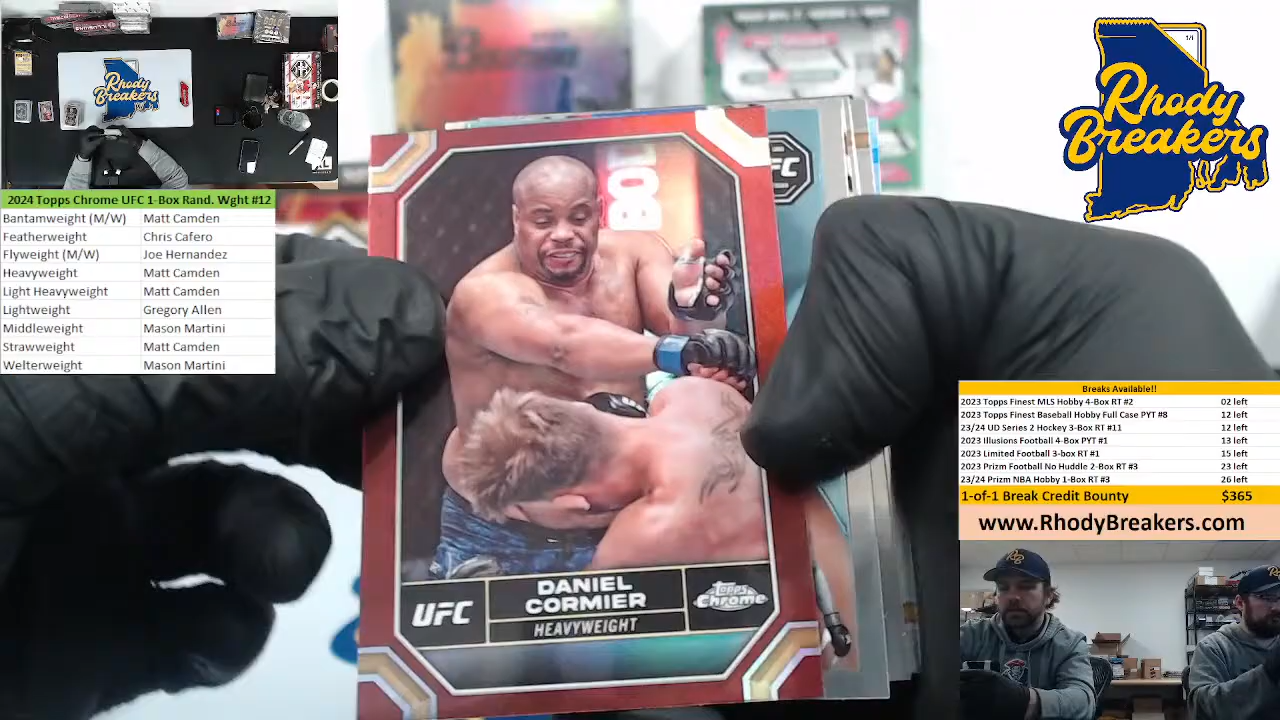 Rhody
Breakers
2024 Topps Chrome UFC 1-Box Rand. Wght #12
Bantamweight (M/W) Matt Camden
Featherweight Chris Cafero
Flyweight (M/W) Joe Hernandez
Heavyweight Matt Camden
Light Heavyweight Matt Camden
Lightweight Gregory Allen
Middleweight Mason Martini
Strawweight Matt Camden
Welterweight Mason Martini
BO
UFC
DANIEL
CORMIER
HEAVYWEIGHT
Topps
Chrome
FC
1/1
Rhody
Breakers
Breaks Available!!
2023 Topps Finest MLS Hobby 4-Box RT #2 02 left
2023 Topps Finest Baseball Hobby Full Case PYT #8 12 left
23/24 UD Series 2 Hockey 3-Box RT #11 12 left
2023 Illusions Football 4-Box PYT #1 13 left
2023 Limited Football 3-box RT #1 15 left
2023 Prizm Football No Huddle 2-Box RT #3 23 left
23/24 Prizm NBA Hobby 1-Box RT #3 26 left
1-of-1 Break Credit Bounty $365
www.RhodyBreakers.com